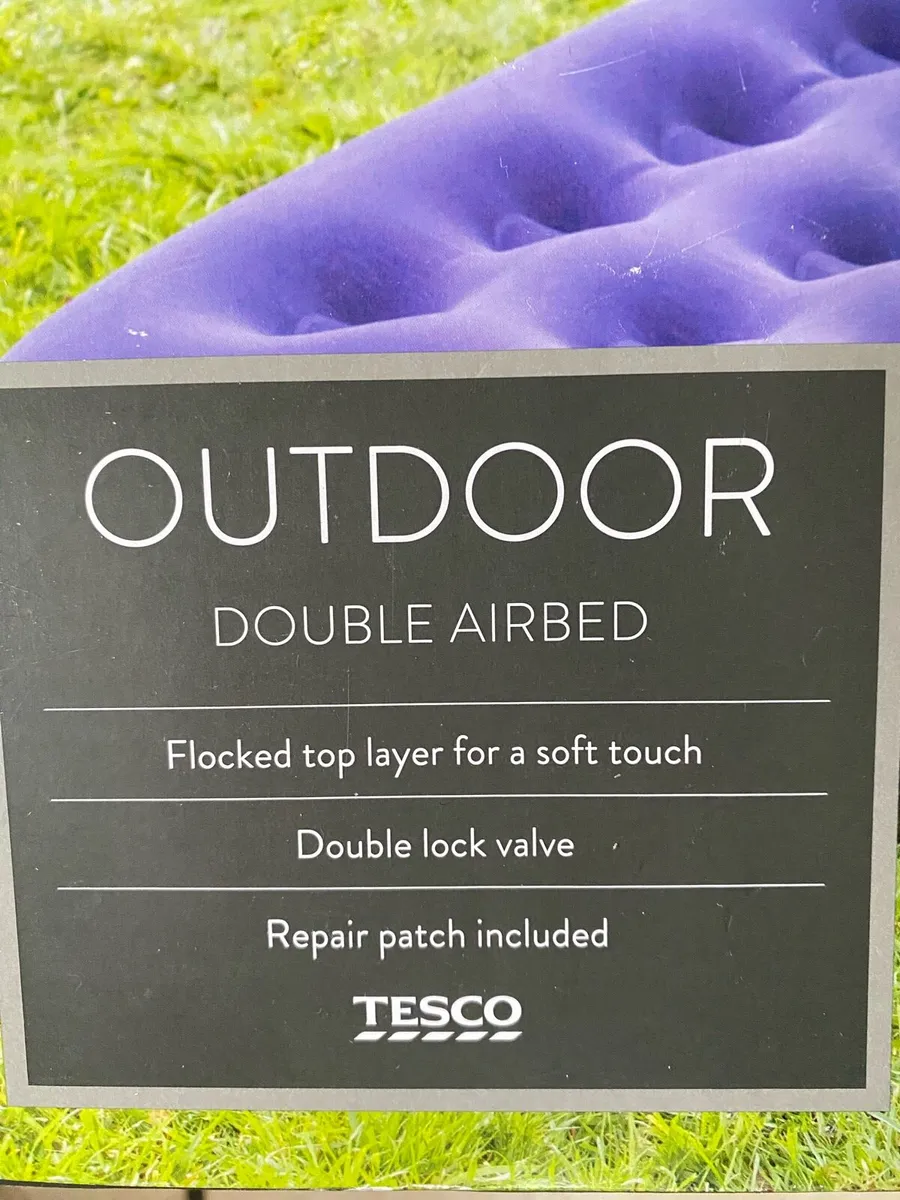 OUTDOOR
DOUBLE AIRBED
Flocked top layer for a soft touch
Double lock valve
Repair patch included
TESCO